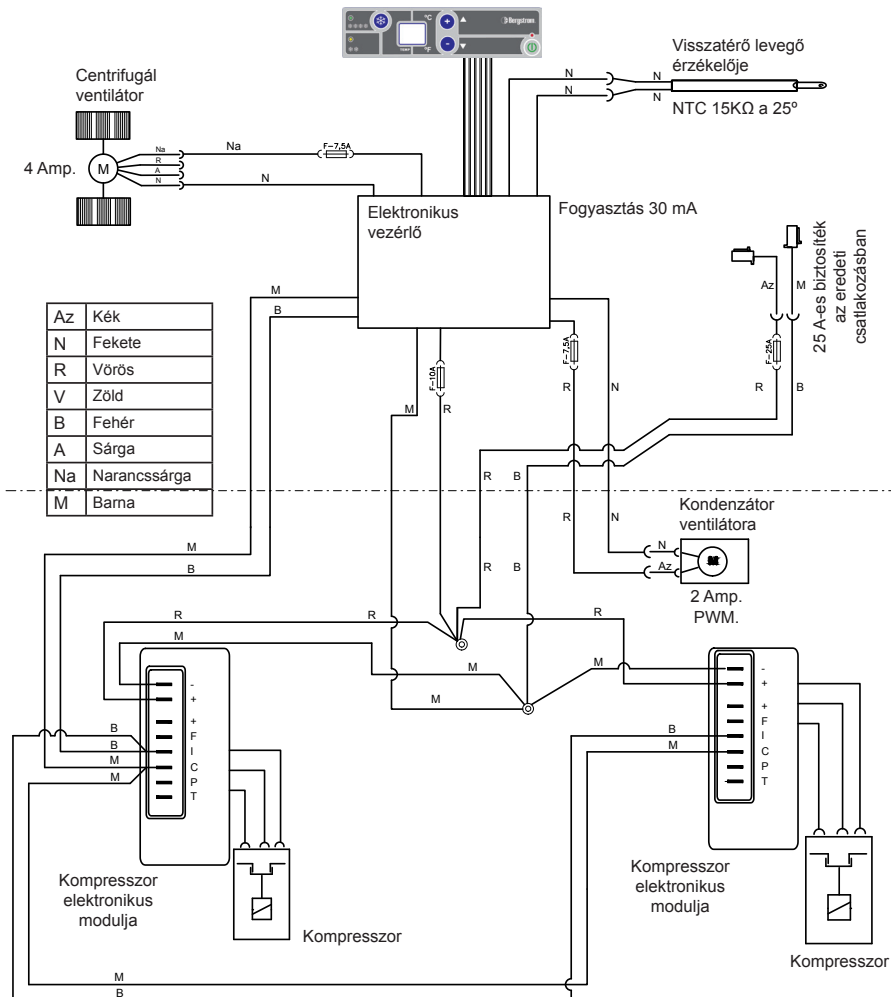 °C
°F
TEMP
+
-
Bergstrom
Visszatérő levegő
érzékelője
NTC 15KΩ a 25º
N
N
N
N
Centrifugál
ventilátor
4 Amp.
M
Na
R
A
N
Na
N
F-7,5A
Elektronikus
vezérlő
Fogyasztás 30 mA
25 A-es biztosíték
az eredeti
csatlakozásban
Az
M
F-25A
R
B
M
B
Az Kék
N Fekete
R Vörös
V Zöld
B Fehér
A Sárga
Na Narancssárga
M Barna
F-10A
M
R
F-7,5A
R
N
R
B
R
N
R
B
Kondenzátor
ventilátora
N
Az
2 Amp.
PWM.
M
B
R
R
M
R
M
M
M
-
+
+
F
I
C
P
T
B
B
M
M
-
+
+
F
I
C
P
T
B
M
Kompresszor
elektronikus
modulja
Kompresszor
Kompresszor
elektronikus
modulja
Kompresszor
M
B